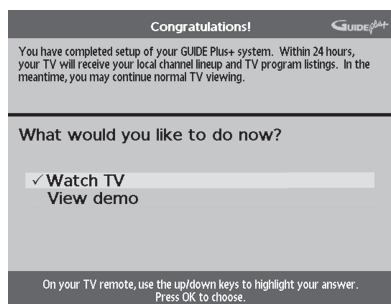 Congratulations!
GUIDE Plus+
You have completed setup of your GUIDE Plus+ system. Within 24 hours,
your TV will receive your local channel lineup and TV program listings. In the
meantime, you may continue normal TV viewing.
What would you like to do now?
✓ Watch TV
View demo
On your TV remote, use the up/down keys to highlight your answer.
Press OK to choose.